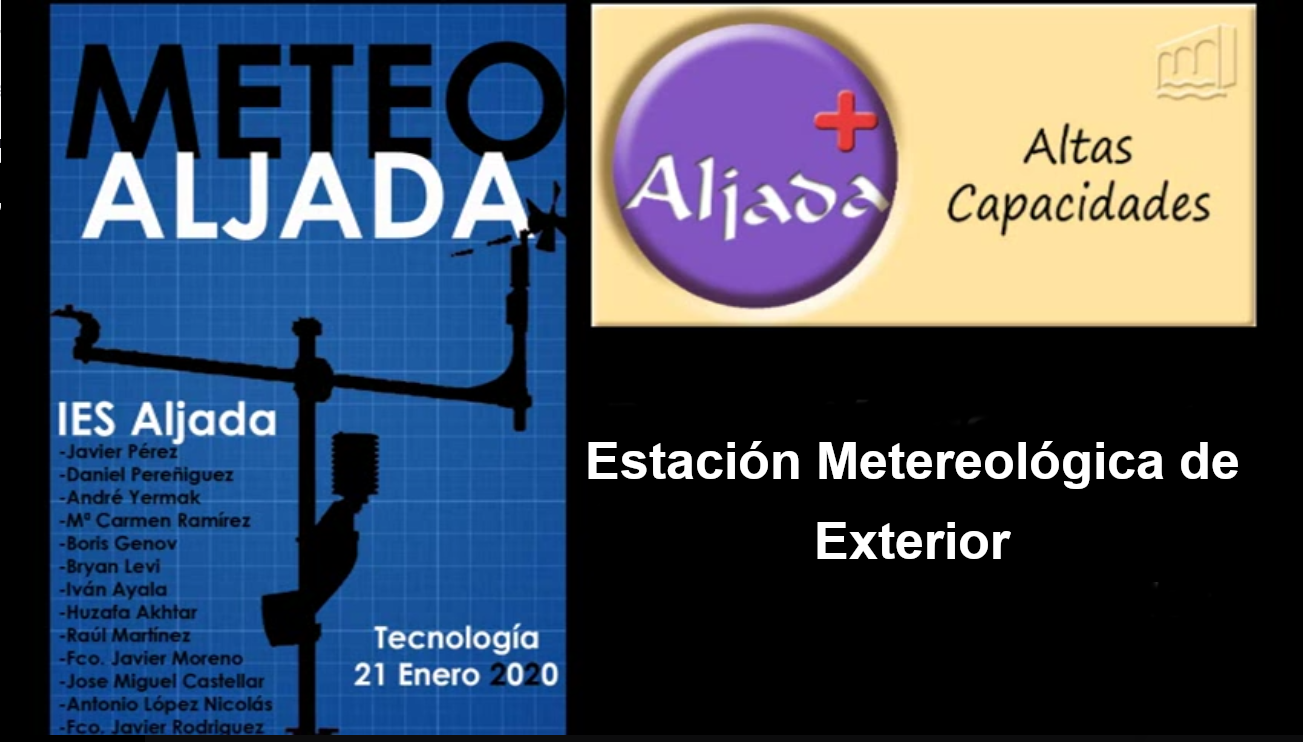 METEO
ALJADA
IES Aljada
-Javier Pérez
-Daniel Pereñiguez
-André Yermak
-Mª Carmen Ramírez
-Boris Genov
-Bryan Levi
-Iván Ayala
-Huzafa Akhtar
-Raúl Martínez
-Fco. Javier Moreno
-Jose Miguel Castellar
-Antonio López Nicolás
-Fco. Javier Rodriguez
Tecnología
21 Enero 2020
Aljada
+
Altas
Capacidades
Estación Metereológica de
Exterior